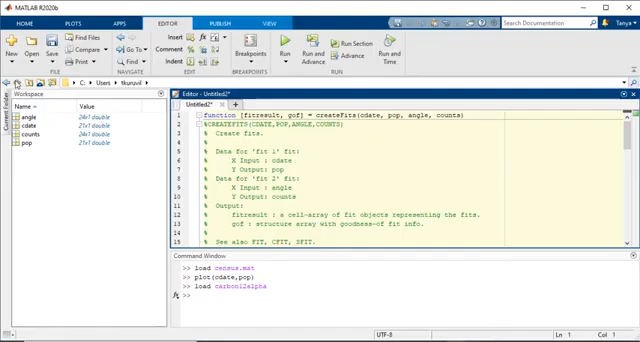 MATLAB R2020b
HOME PLOTS APPS EDITOR PUBLISH VIEW
Search Documentation Tanya
New Open Save Find Files Compare Print
FILE
Go To Find
NAVIGATE
Insert fx
Comment
Indent
EDIT
Breakpoints
BREAKPOINTS
Run Run and Advance Run Section Advance Run and Time
RUN
C: Users tkuruvil
Current Folder
Workspace
Name Value
angle 24x1 double
cdate 21x1 double
counts 24x1 double
pop 21x1 double
Editor - Untitled2*
Untitled2* +
1 function [fitresult, gof] = createFits(cdate, pop, angle, counts)
2 %CREATEFITS(CDATE,POP,ANGLE,COUNTS)
3 % Create fits.
4 %
5 % Data for 'fit 1' fit:
6 % X Input : cdate
7 % Y Output: pop
8 % Data for 'fit 2' fit:
9 % X Input : angle
10 % Y Output: counts
11 % Output:
12 % fitresult : a cell-array of fit objects representing the fits.
13 % gof : structure array with goodness-of fit info.
14 %
15 % See also FIT, CFIT, SFIT.
Command Window
>> load census.mat
>> plot(cdate,pop)
>> load carbon12alpha
fx >>
UTF-8 Ln 1 Col 1